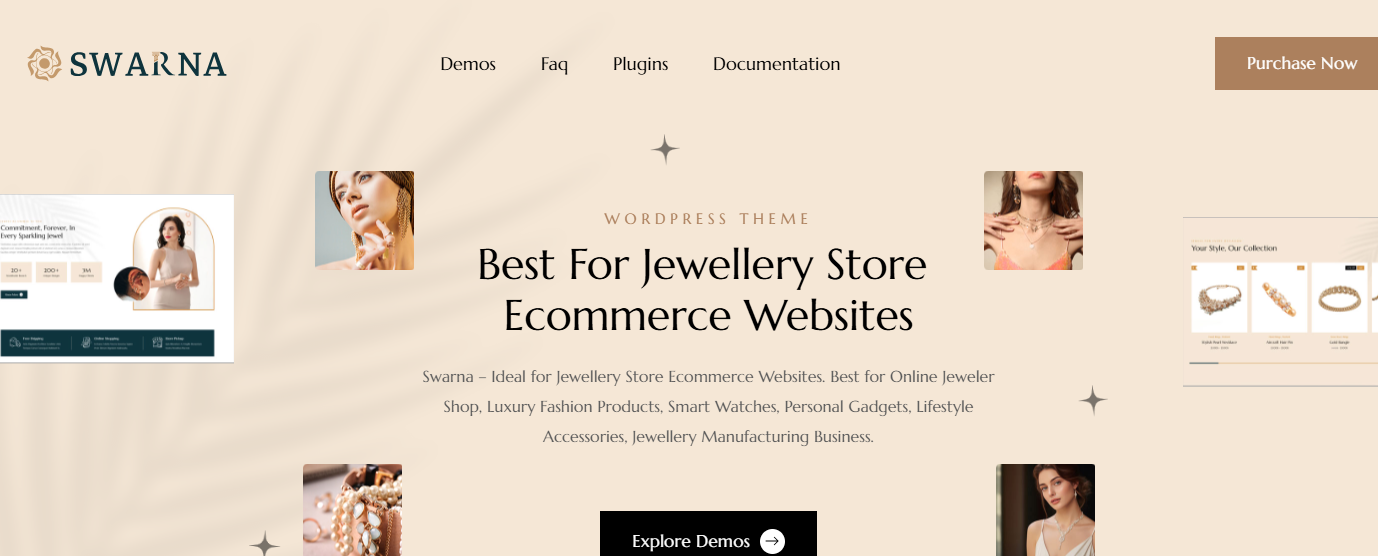 SWARNA
Demos
Faq
Plugins
Documentation
Purchase Now
WORDPRESS THEME
Best For Jewellery Store
Ecommerce Websites
Swarna – Ideal for Jewellery Store Ecommerce Websites. Best for Online Jeweler
Shop, Luxury Fashion Products, Smart Watches, Personal Gadgets, Lifestyle
Accessories, Jewellery Manufacturing Business.
Explore Demos
Commitment, Forever, In
Every Sparkling Jewel
20+
200+
Your Style, Our Collection